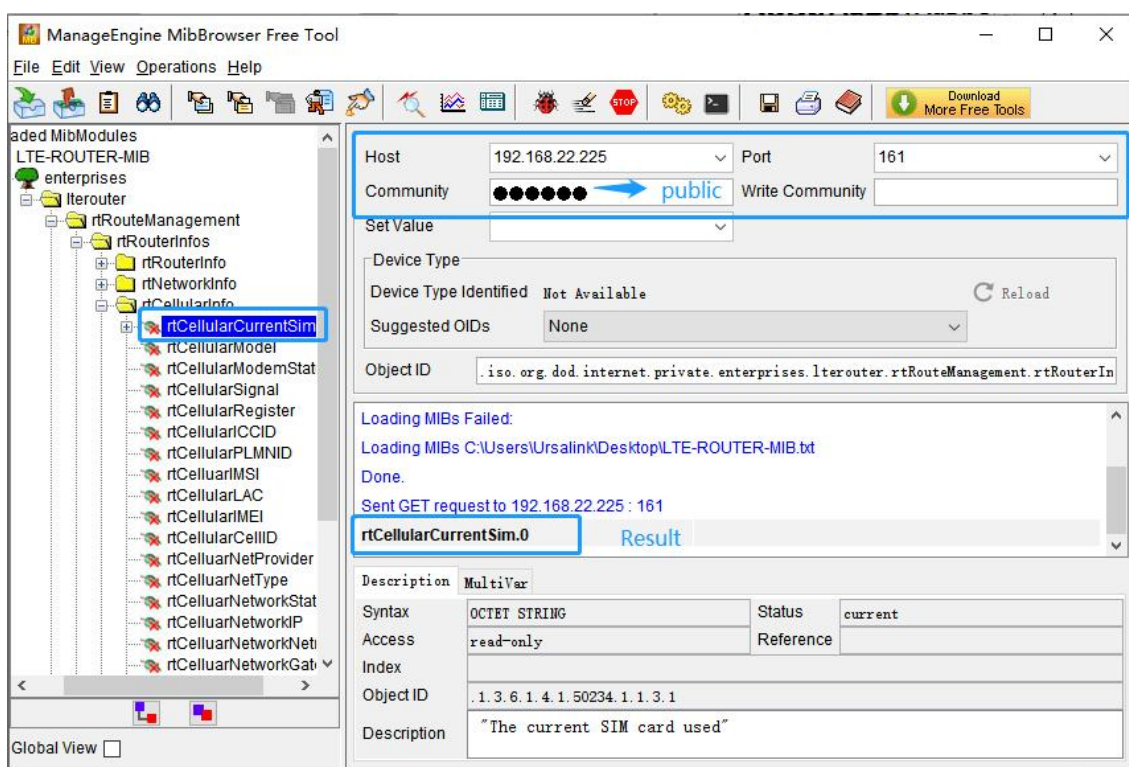 ManageEngine MibBrowser Free Tool
File Edit View Operations Help
STOP
Download
More Free Tools
aded MibModules
LTE-ROUTER-MIB
enterprises
lterouter
rtRouteManagement
rtRouterInfos
rtRouterInfo
rtNetworkInfo
rtCellularInfo
rtCellularCurrentSim
rtCellularModel
rtCellularModemStat
rtCellularSignal
rtCellularRegister
rtCellularICCID
rtCellularPLMNID
rtCelluarIMSI
rtCellularLAC
rtCellularIMEI
rtCellularCellID
rtCelluarNetProvider
rtCelluarNetType
rtCelluarNetworkStat
rtCelluarNetworkIP
rtCelluarNetworkNet
rtCelluarNetworkGat
Global View
Host 192.168.22.225 Port 161
Community ●●●●●● public Write Community
Set Value
Device Type
Device Type Identified Not Available Reload
Suggested OIDs None
Object ID .iso.org.dod.internet.private.enterprises.lterouter.rtRouteManagement.rtRouterIn
Loading MIBs Failed:
Loading MIBs C:\Users\Ursalink\Desktop\LTE-ROUTER-MIB.txt
Done.
Sent GET request to 192.168.22.225 : 161
rtCellularCurrentSim.0 Result
Description MultiVar
Syntax OCTET STRING Status current
Access read-only Reference
Index
Object ID .1.3.6.1.4.1.50234.1.1.3.1
Description "The current SIM card used"